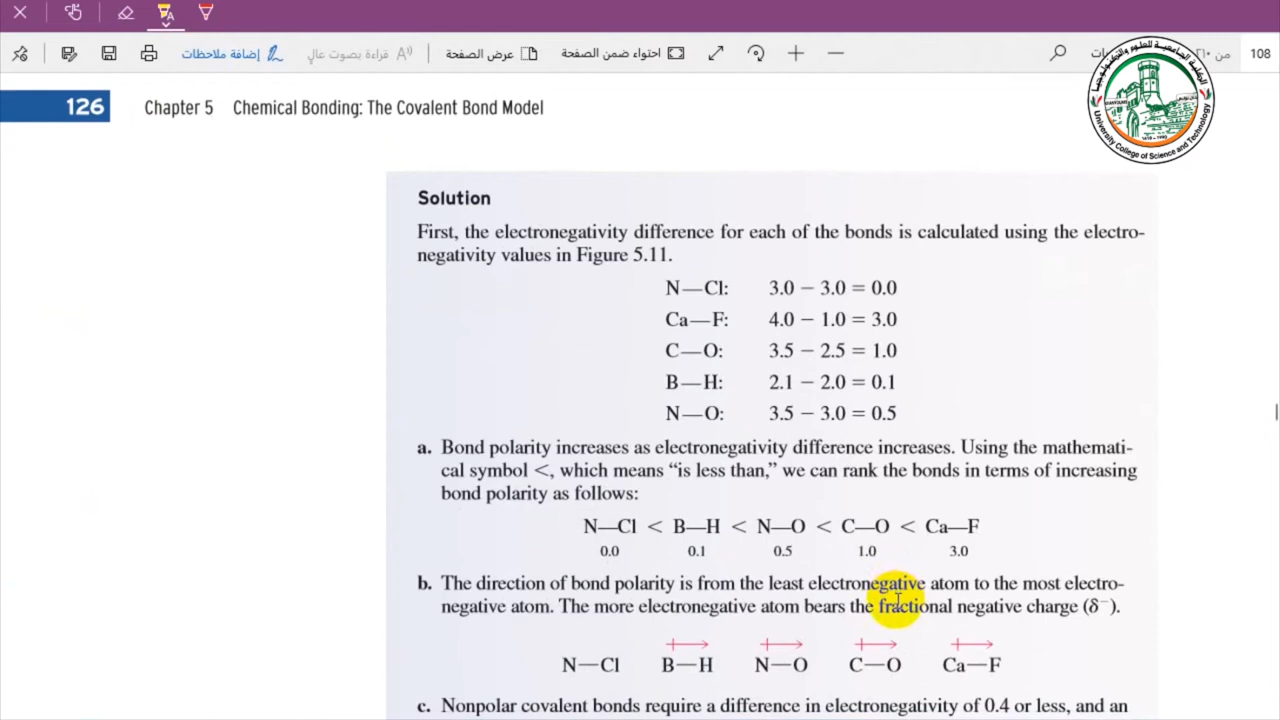 إضافة ملاحظات
قراءة بصوت عالٍ
عرض الصفحة
احتواء ضمن الصفحة
من
108
126 Chapter 5 Chemical Bonding: The Covalent Bond Model
University College of Science and Technology
Solution
First, the electronegativity difference for each of the bonds is calculated using the electro-
negativity values in Figure 5.11.
N—Cl: 3.0 − 3.0 = 0.0
Ca—F: 4.0 − 1.0 = 3.0
C—O: 3.5 − 2.5 = 1.0
B—H: 2.1 − 2.0 = 0.1
N—O: 3.5 − 3.0 = 0.5
a. Bond polarity increases as electronegativity difference increases. Using the mathemati-
cal symbol <, which means “is less than,” we can rank the bonds in terms of increasing
bond polarity as follows:
N—Cl < B—H < N—O < C—O < Ca—F
0.0 0.1 0.5 1.0 3.0
b. The direction of bond polarity is from the least electronegative atom to the most electro-
negative atom. The more electronegative atom bears the fractional negative charge (δ⁻).
N—Cl B—H N—O C—O Ca—F
c. Nonpolar covalent bonds require a difference in electronegativity of 0.4 or less, and an